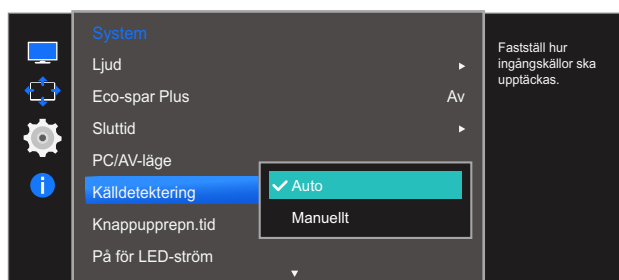 System
Ljud
Eco-spar Plus Av
Sluttid
PC/AV-läge
Källdetektering
Auto
Manuellt
Knappupprepn.tid
På för LED-ström
Fastställ hur
ingångskällor ska
upptäckas.